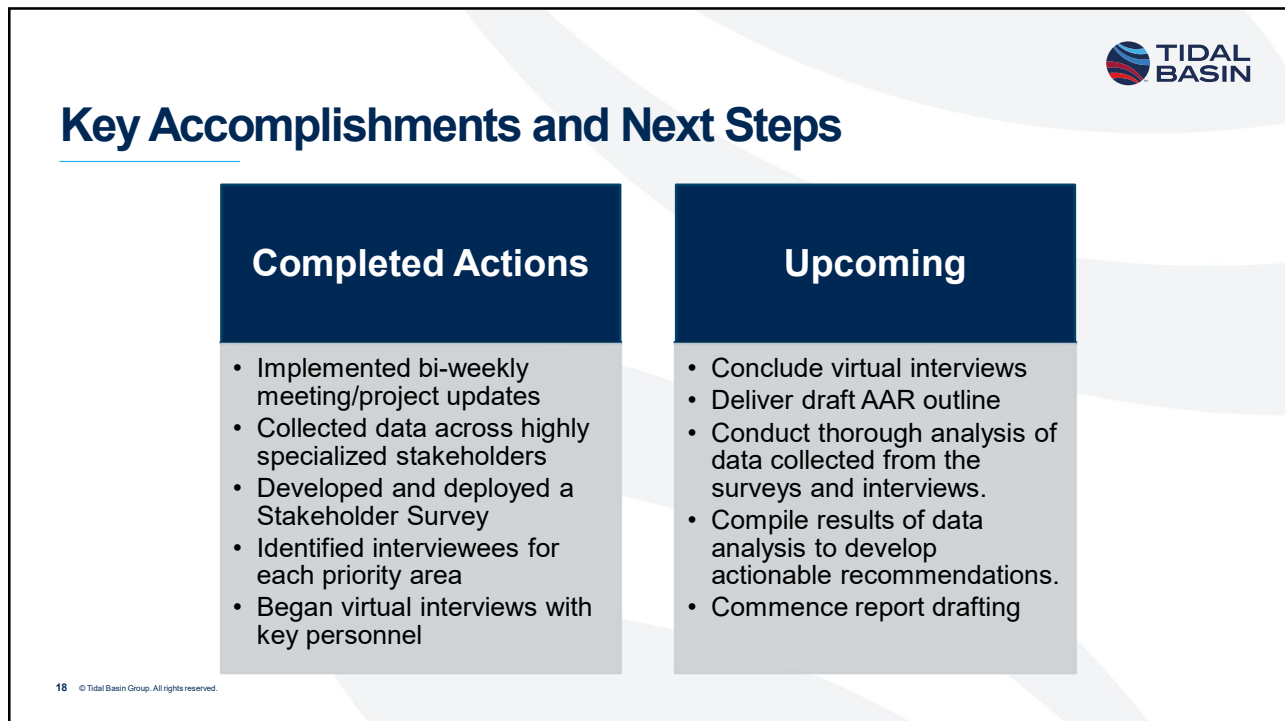 TIDAL
BASIN
Key Accomplishments and Next Steps
Completed Actions
• Implemented bi-weekly
meeting/project updates
• Collected data across highly
specialized stakeholders
• Developed and deployed a
Stakeholder Survey
• Identified interviewees for
each priority area
• Began virtual interviews with
key personnel
Upcoming
• Conclude virtual interviews
• Deliver draft AAR outline
• Conduct thorough analysis of
data collected from the
surveys and interviews.
• Compile results of data
analysis to develop
actionable recommendations.
• Commence report drafting
18 © Tidal Basin Group. All rights reserved.